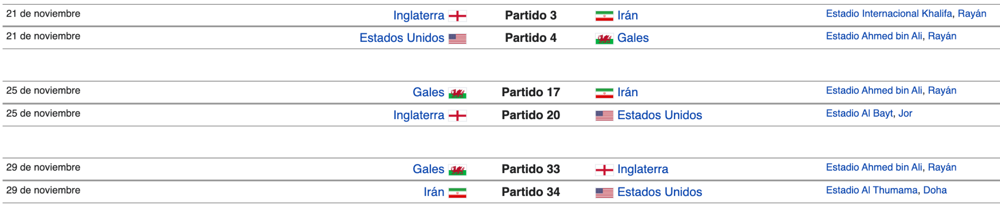 21 de noviembre Inglaterra Partido 3 Irán Estadio Internacional Khalifa, Rayán
21 de noviembre Estados Unidos Partido 4 Gales Estadio Ahmed bin Ali, Rayán
25 de noviembre Gales Partido 17 Irán Estadio Ahmed bin Ali, Rayán
25 de noviembre Inglaterra Partido 20 Estados Unidos Estadio Al Bayt, Jor
29 de noviembre Gales Partido 33 Inglaterra Estadio Ahmed bin Ali, Rayán
29 de noviembre Irán Partido 34 Estados Unidos Estadio Al Thumama, Doha